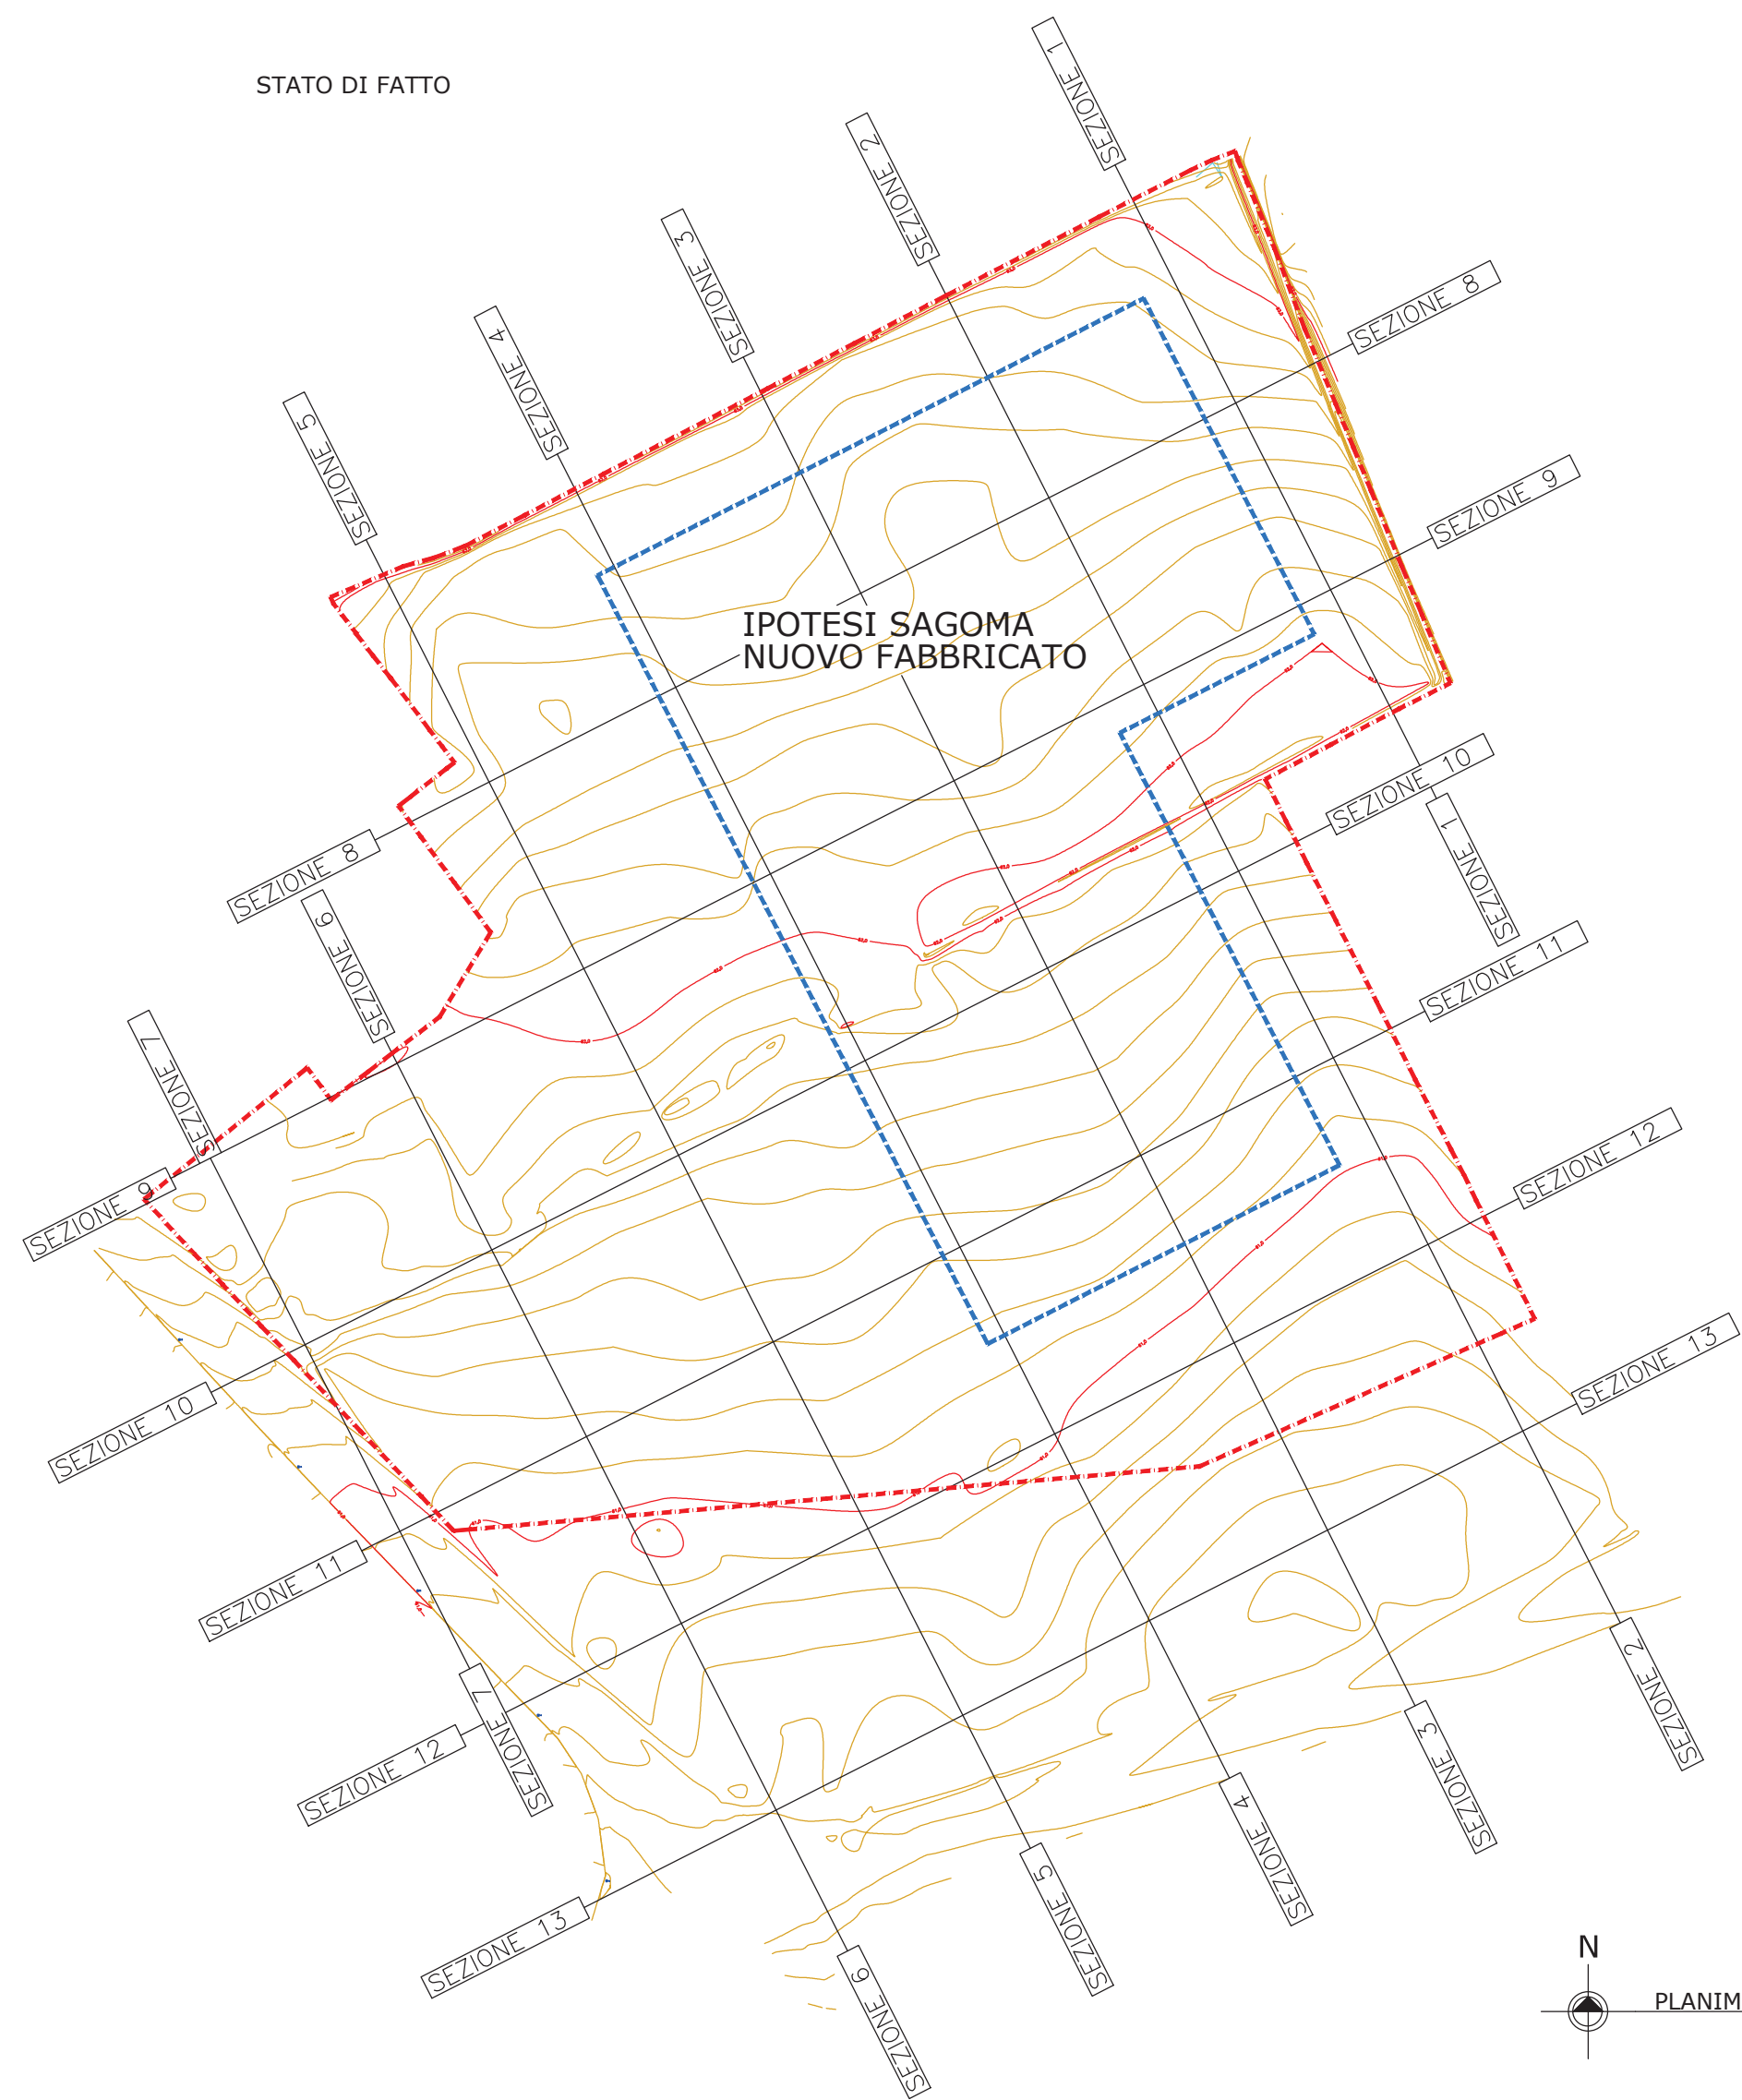 STATO DI FATTO
SEZIONE 1
SEZIONE 2
SEZIONE 3
SEZIONE 4
SEZIONE 5
SEZIONE 8
SEZIONE 9
IPOTESI SAGOMA
NUOVO FABBRICATO
SEZIONE 10
SEZIONE 8
SEZIONE 6
SEZIONE 1
SEZIONE 11
SEZIONE 7
SEZIONE 9
SEZIONE 12
SEZIONE 10
SEZIONE 13
SEZIONE 11
SEZIONE 7
SEZIONE 2
SEZIONE 12
SEZIONE 3
SEZIONE 4
SEZIONE 5
SEZIONE 13
SEZIONE 6
N
PLANIM